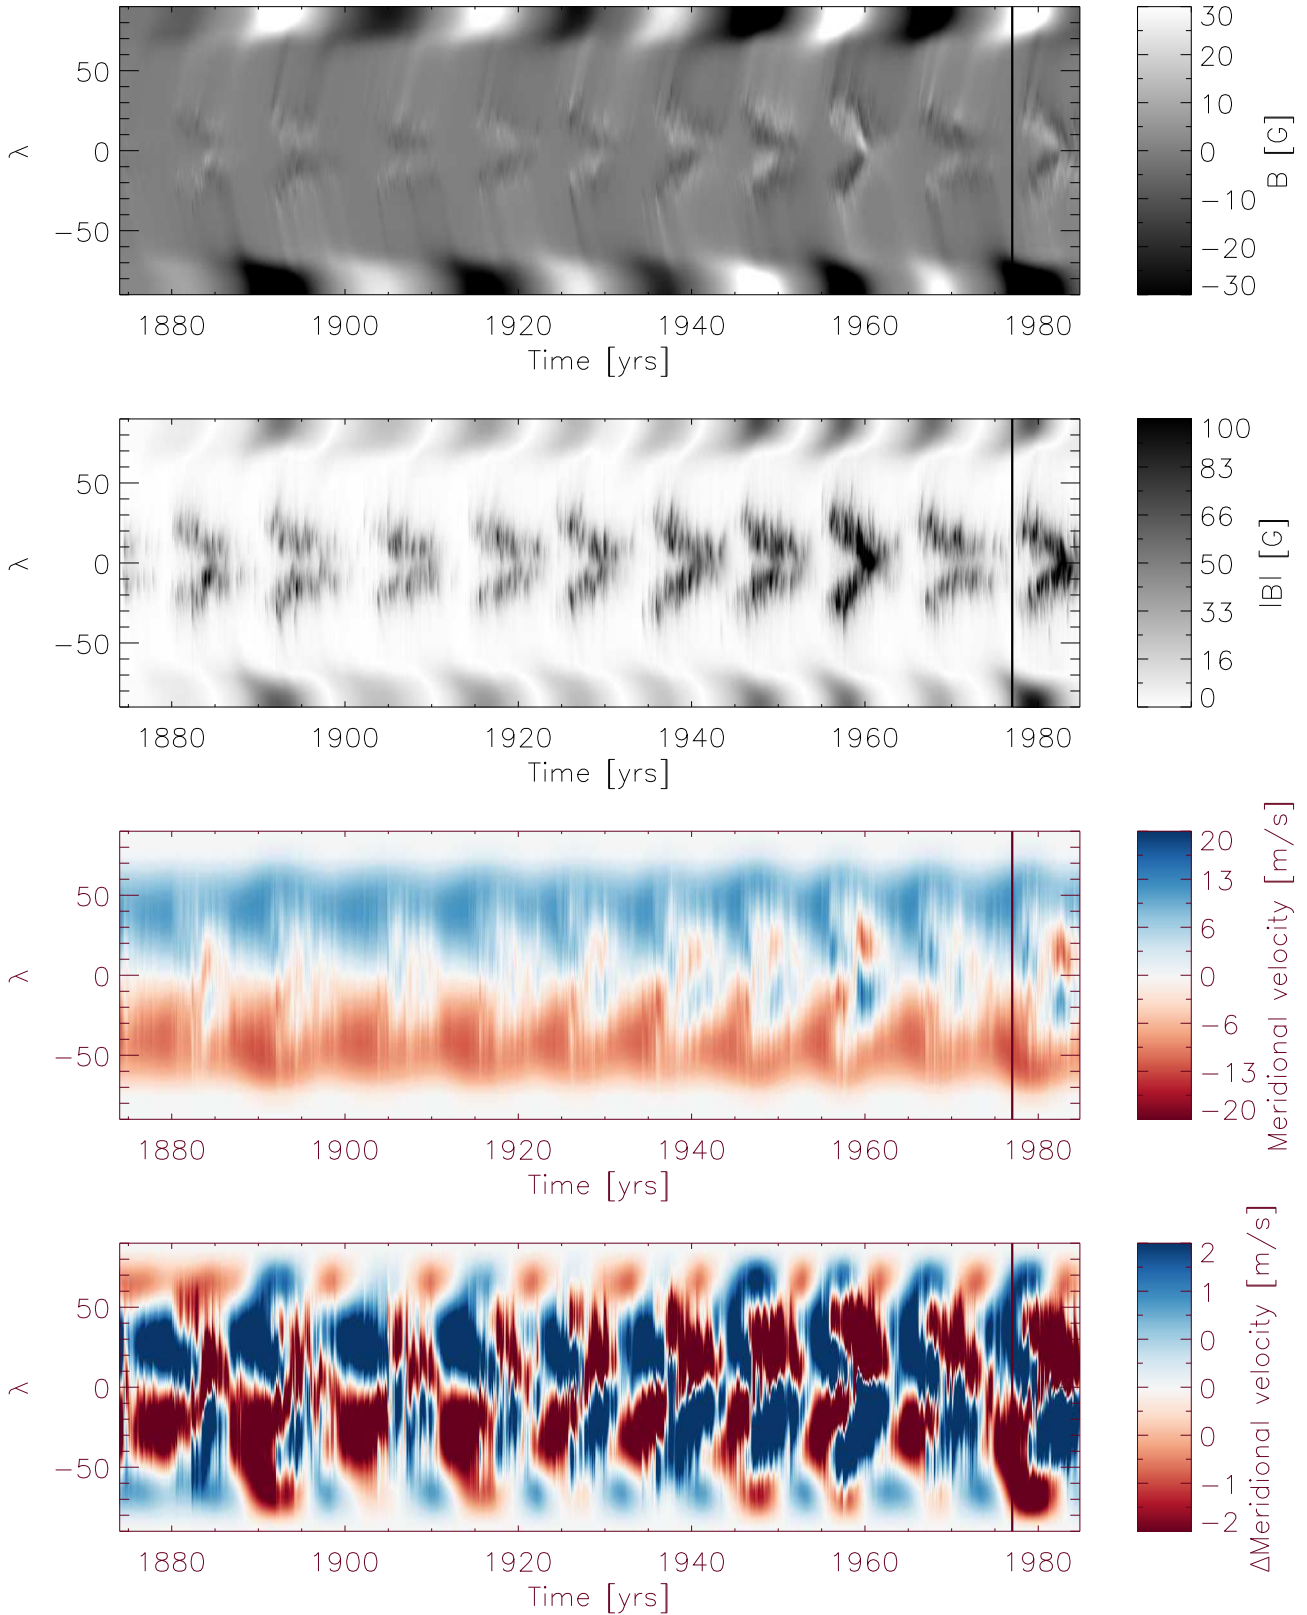 50
0
−50
λ
1880 1900 1920 1940 1960 1980
Time [yrs]
30
20
10
0
−10
−20
−30
B [G]
50
0
−50
λ
1880 1900 1920 1940 1960 1980
Time [yrs]
100
83
66
50
33
16
0
|B| [G]
50
0
−50
λ
1880 1900 1920 1940 1960 1980
Time [yrs]
20
13
6
0
−6
−13
−20
Meridional velocity [m/s]
50
0
−50
λ
1880 1900 1920 1940 1960 1980
Time [yrs]
2
1
0
0
0
−1
−2
ΔMeridional velocity [m/s]